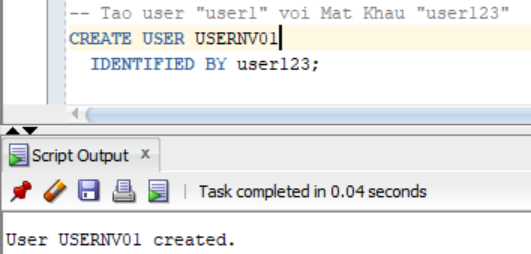 -- Tao user "user1" voi Mat Khau "user123"
CREATE USER USERNV01
IDENTIFIED BY user123;
Script Output x
Task completed in 0.04 seconds
User USERNV01 created.